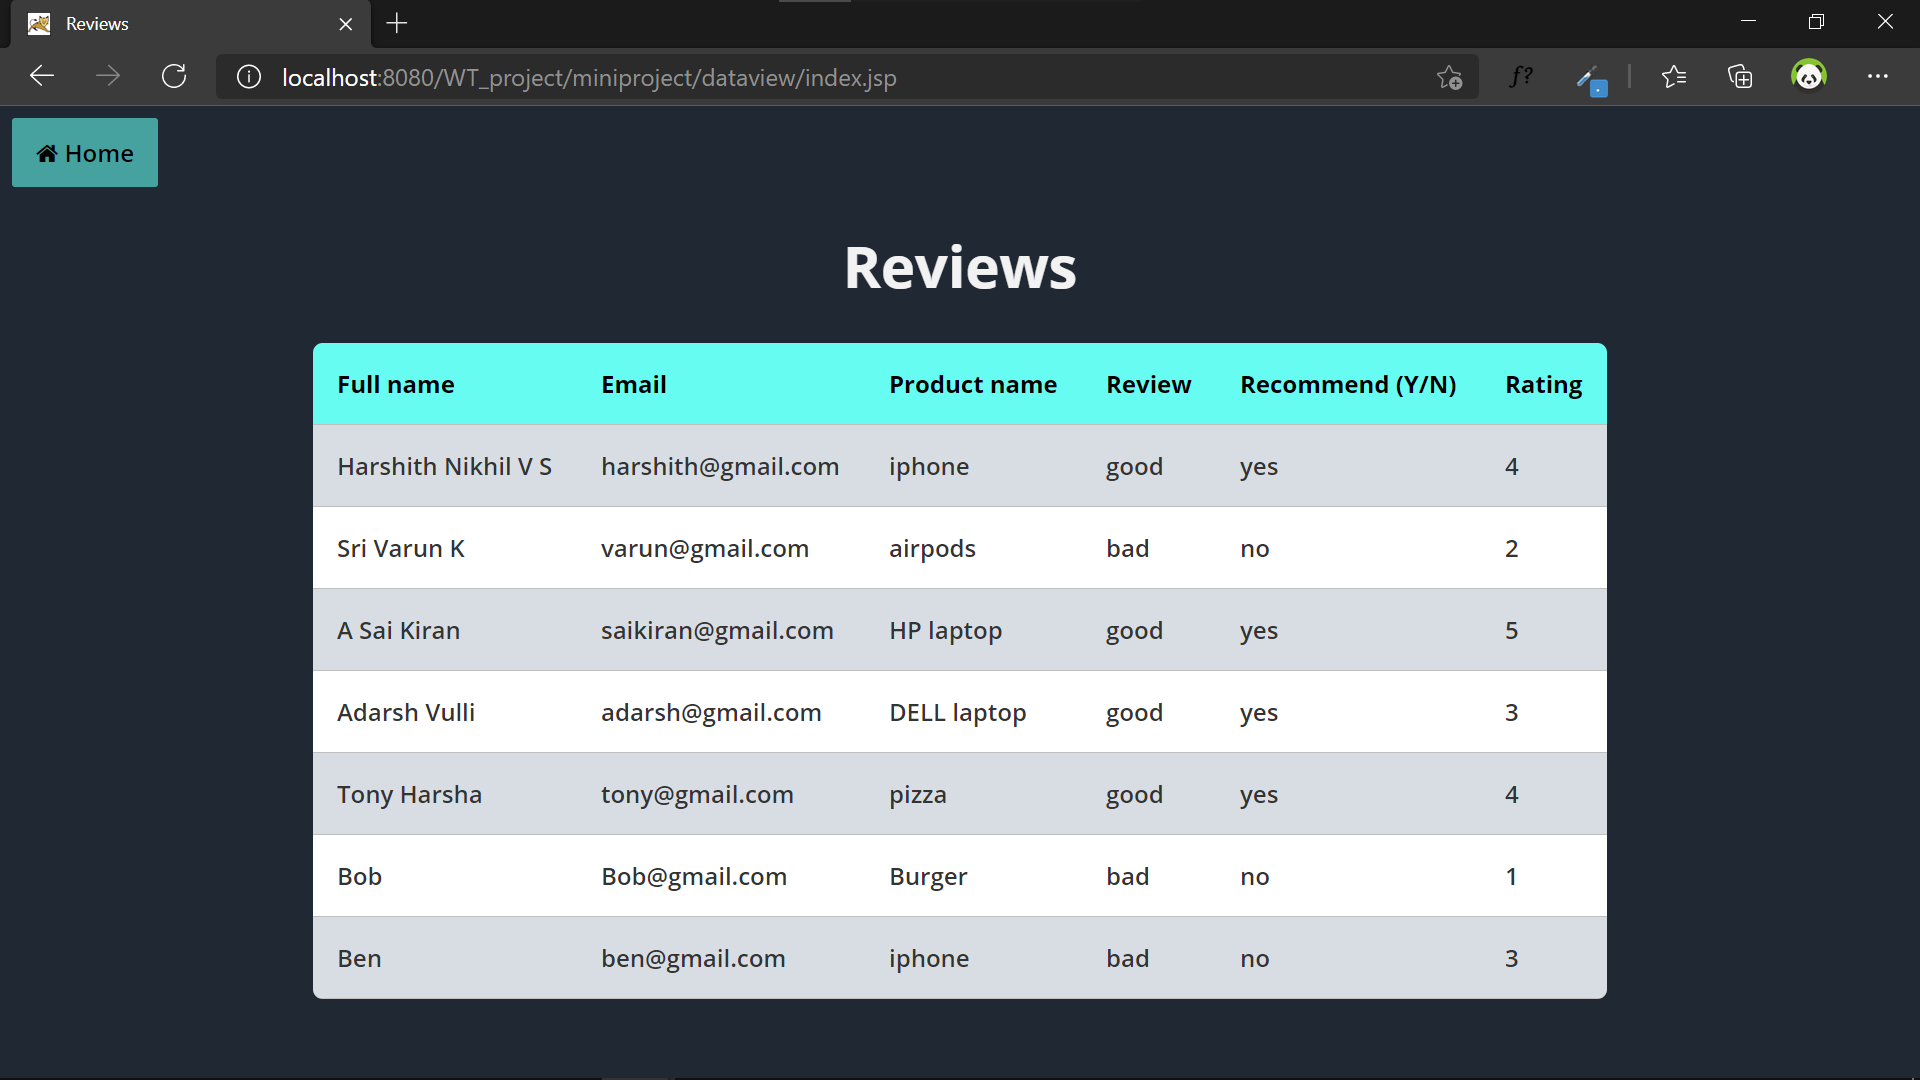 Reviews
localhost:8080/WT_project/miniproject/dataview/index.jsp
f?
Home
Reviews
Full name Email Product name Review Recommend (Y/N) Rating
Harshith Nikhil V S harshith@gmail.com iphone good yes 4
Sri Varun K varun@gmail.com airpods bad no 2
A Sai Kiran saikiran@gmail.com HP laptop good yes 5
Adarsh Vulli adarsh@gmail.com DELL laptop good yes 3
Tony Harsha tony@gmail.com pizza good yes 4
Bob Bob@gmail.com Burger bad no 1
Ben ben@gmail.com iphone bad no 3